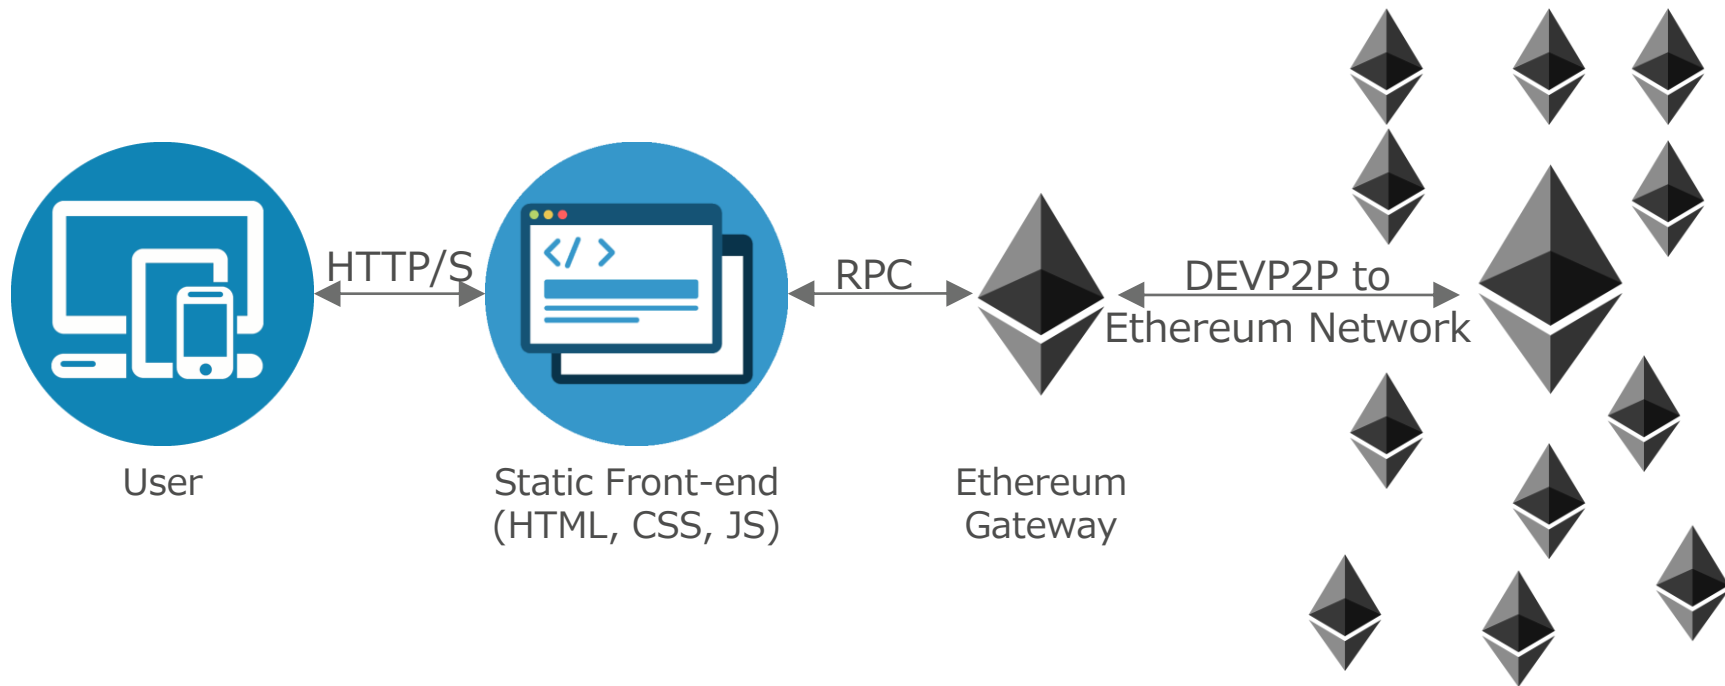 HTTP/S
RPC
DEVP2P to
Ethereum Network
</>
User
Static Front-end
(HTML, CSS, JS)
Ethereum
Gateway